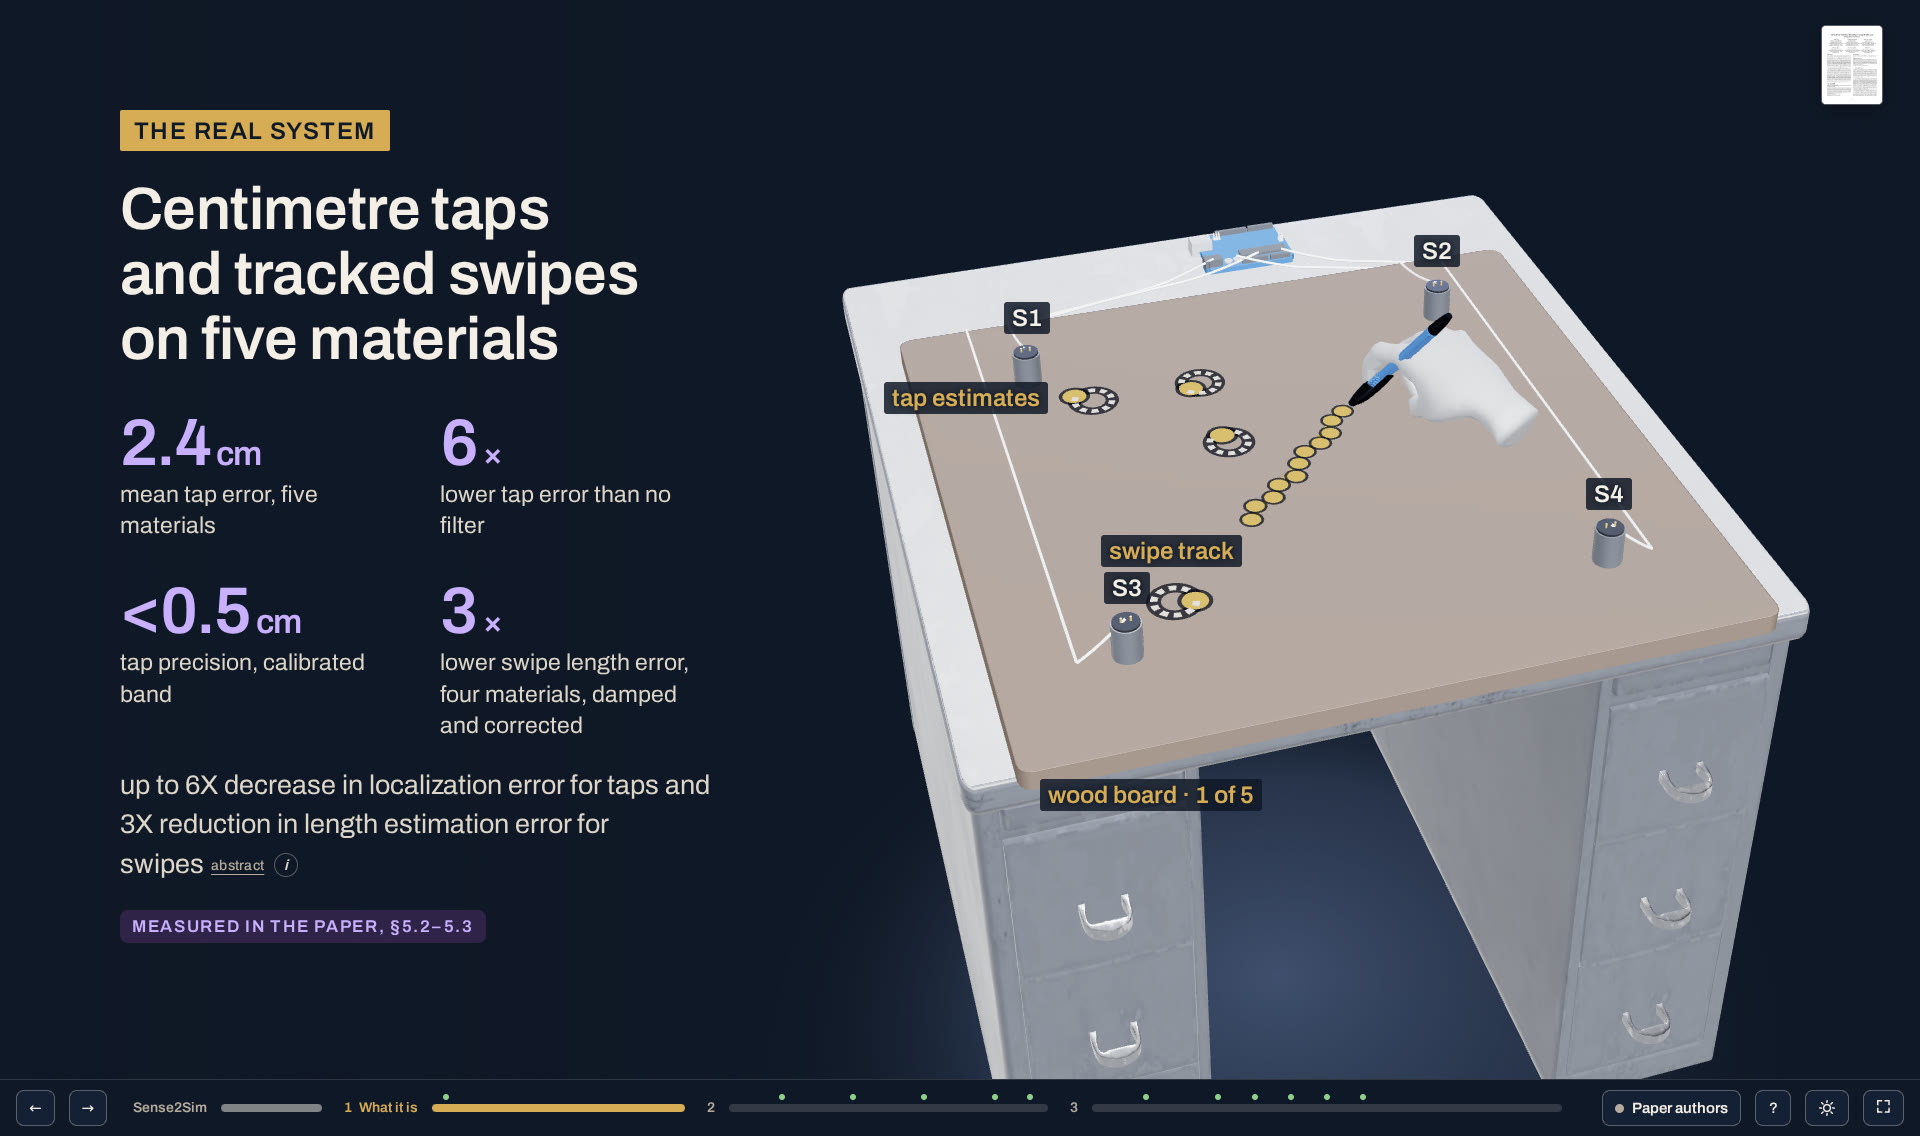 THE REAL SYSTEM
Centimetre taps
and tracked swipes
on five materials
2.4 cm
mean tap error, five
materials
6 ×
lower tap error than no
filter
<0.5 cm
tap precision, calibrated
band
3 ×
lower swipe length error,
four materials, damped
and corrected
up to 6X decrease in localization error for taps and
3X reduction in length estimation error for
swipes abstract i
MEASURED IN THE PAPER, §5.2–5.3
S1
S2
tap estimates
S4
swipe track
S3
wood board · 1 of 5
← → Sense2Sim 1 What it is 2 3 Paper authors ?